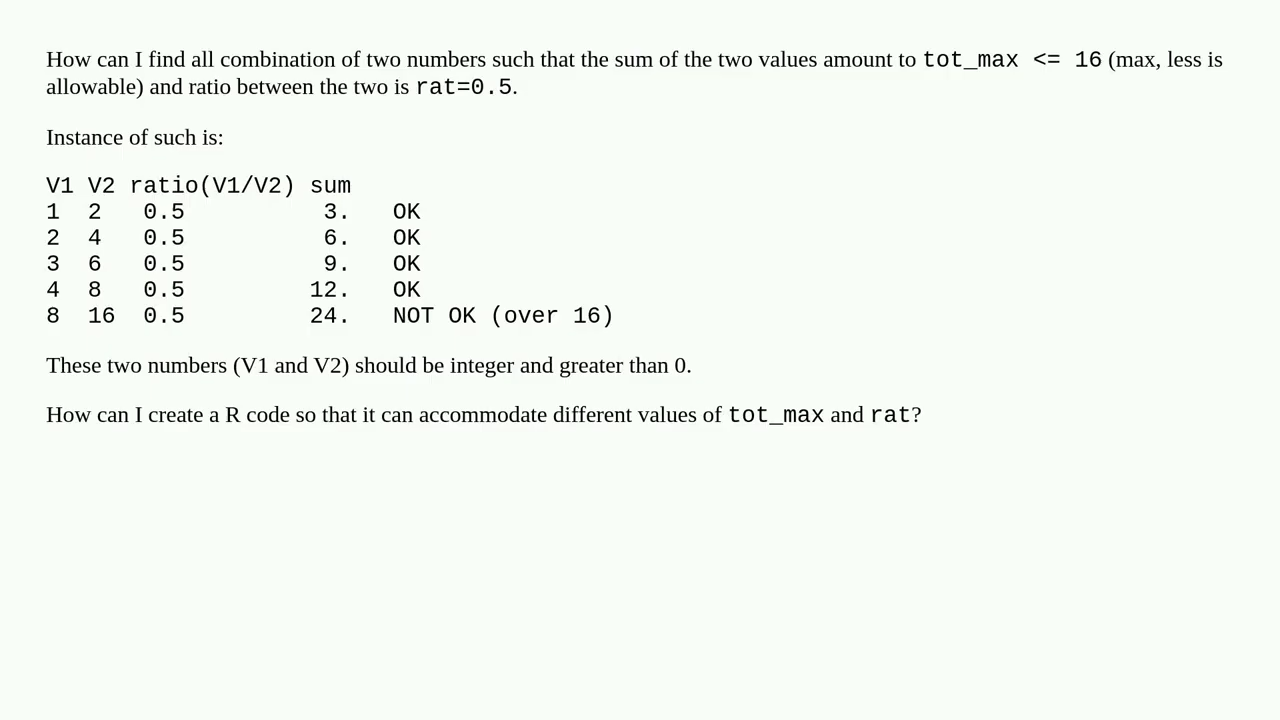 How can I find all combination of two numbers such that the sum of the two values amount to tot_max <= 16 (max, less is
allowable) and ratio between the two is rat=0.5.
Instance of such is:
V1 V2 ratio(V1/V2) sum
1  2   0.5          3.   OK
2  4   0.5          6.   OK
3  6   0.5          9.   OK
4  8   0.5         12.   OK
8  16  0.5         24.   NOT OK (over 16)
These two numbers (V1 and V2) should be integer and greater than 0.
How can I create a R code so that it can accommodate different values of tot_max and rat?